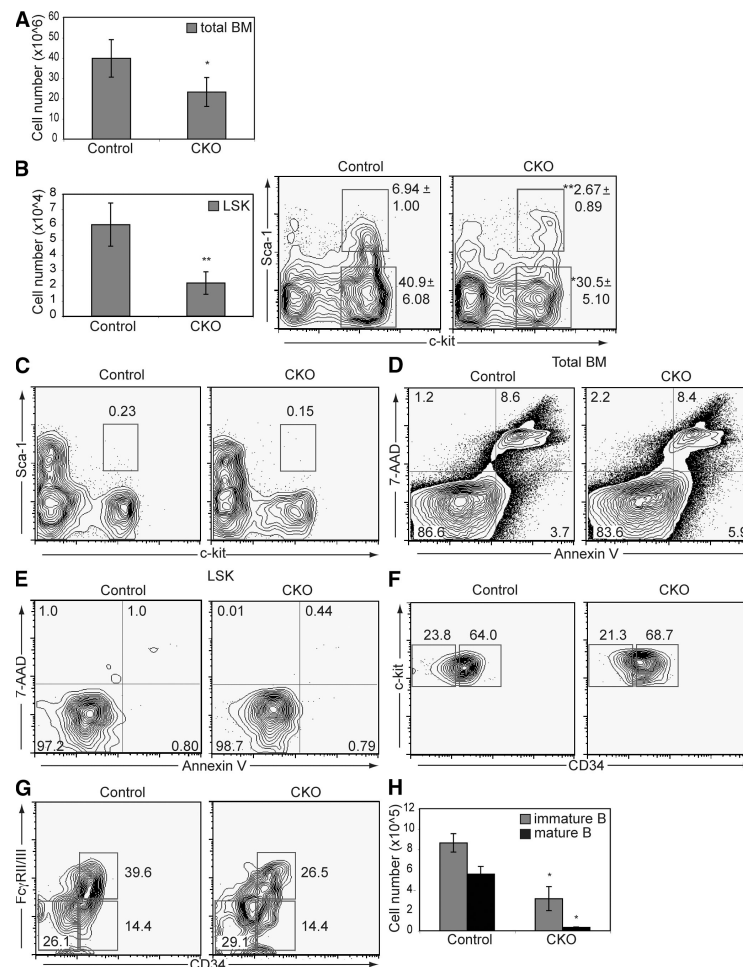 A
60
50
40
30
20
10
0
Cell number (x10^6)
total BM
*
Control CKO
B
8
7
6
5
4
3
2
1
0
Cell number (x10^4)
LSK
**
Control CKO
Control CKO
Sca-1
6.94 ±
1.00
40.9±
6.08
**2.67±
0.89
*30.5±
5.10
c-kit
C
Control CKO
Sca-1
0.23 0.15
c-kit
D
Total BM
Control CKO
7-AAD
1.2 8.6
86.6 3.7
2.2 8.4
83.6 5.9
Annexin V
E
LSK
Control CKO
7-AAD
1.0 1.0
97.2 0.80
0.01 0.44
98.7 0.79
Annexin V
F
Control CKO
c-kit
23.8 64.0
21.3 68.7
CD34
G
Control CKO
FcγRII/III
39.6
14.4
26.1
26.5
14.4
29.1
CD34
H
12
10
8
6
4
2
0
Cell number (x10^5)
immature B
mature B
* *
Control CKO